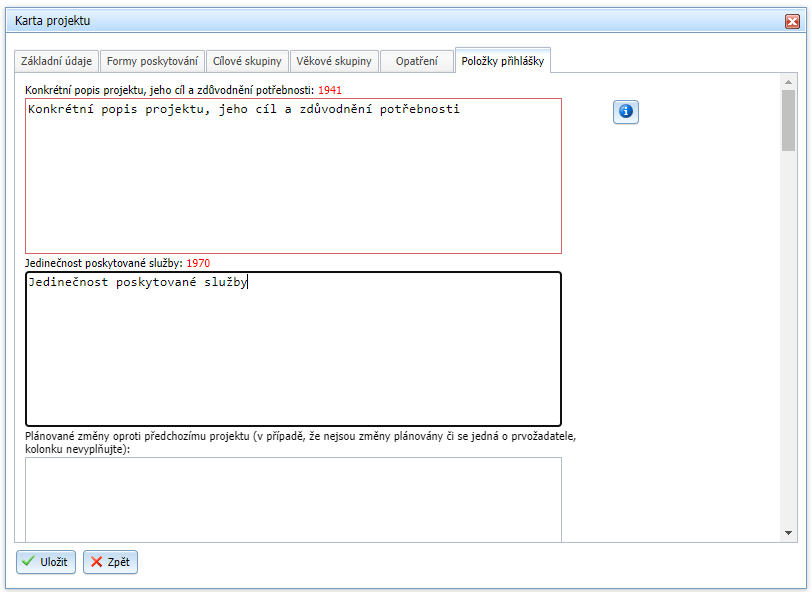 Karta projektu
Základní údaje Formy poskytování Cílové skupiny Věkové skupiny Opatření Položky přihlášky
Konkrétní popis projektu, jeho cíl a zdůvodnění potřebnosti: 1941
Konkrétní popis projektu, jeho cíl a zdůvodnění potřebnosti
Jedinečnost poskytované služby: 1970
Jedinečnost poskytované služby
Plánované změny oproti předchozímu projektu (v případě, že nejsou změny plánovány či se jedná o prvožadatele,
kolonku nevyplňujte):
Uložit Zpět